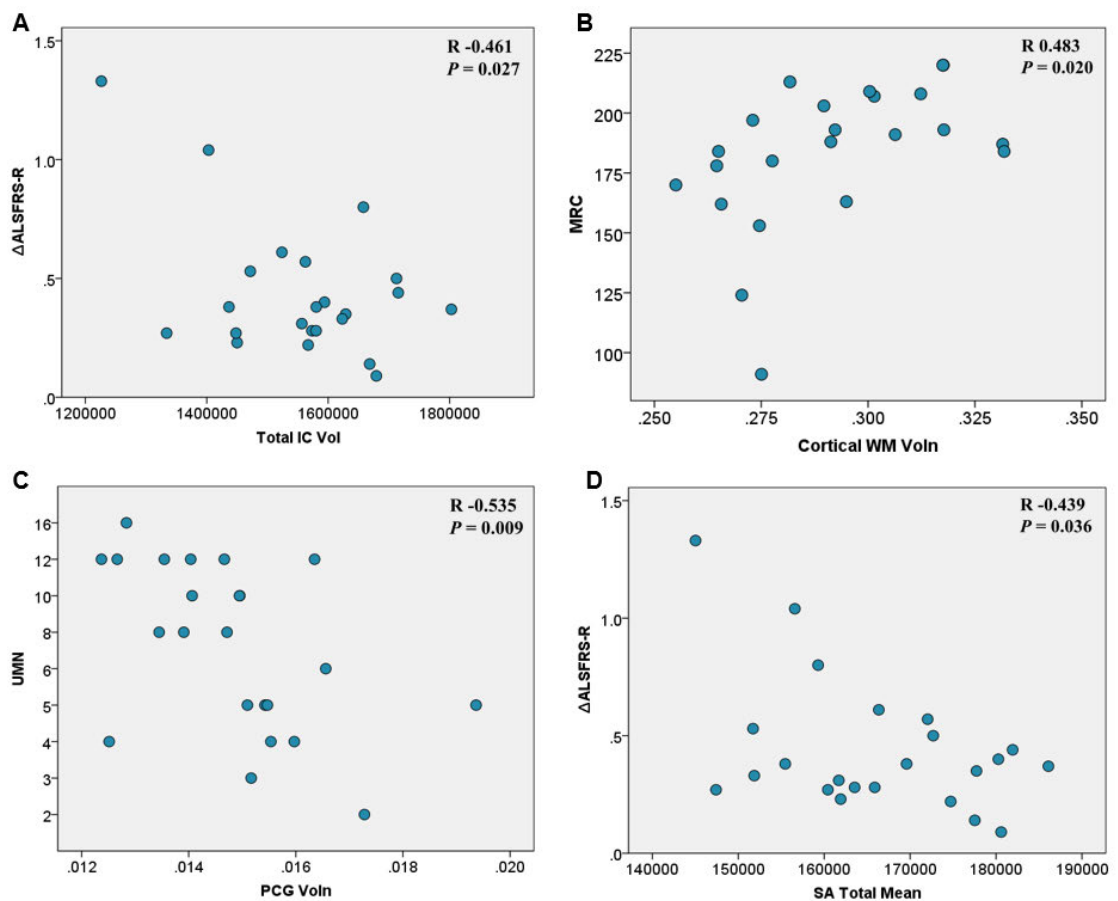 A
1.5
1.0
.5
.0
ΔALSFRS-R
R -0.461
P = 0.027
1200000 1400000 1600000 1800000
Total IC Vol
B
225
200
175
150
125
100
MRC
R 0.483
P = 0.020
.250 .275 .300 .325 .350
Cortical WM Voln
C
16
12
10
8
6
5
4
3
2
UMN
R -0.535
P = 0.009
.012 .014 .016 .018 .020
PCG Voln
D
1.5
1.0
.5
.0
ΔALSFRS-R
R -0.439
P = 0.036
140000 150000 160000 170000 180000 190000
SA Total Mean